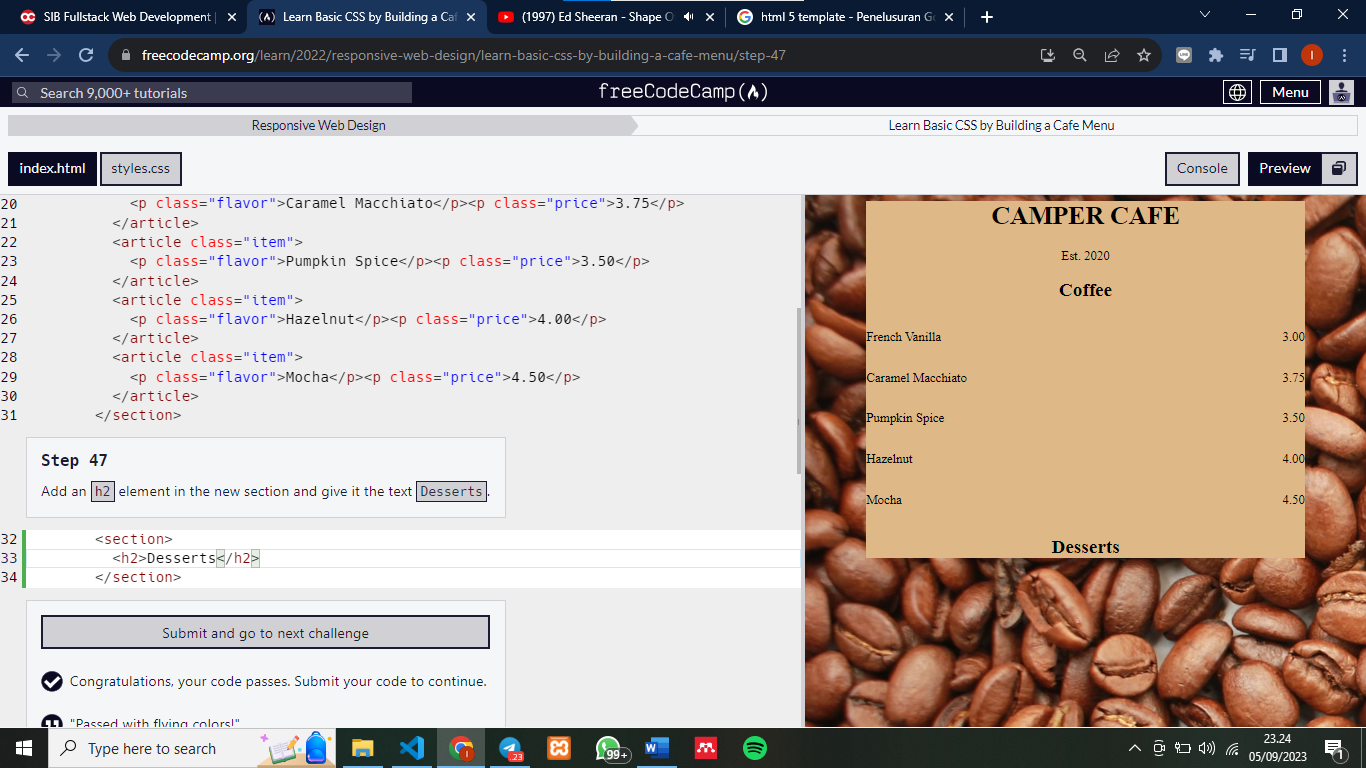 SIB Fullstack Web Development |
Learn Basic CSS by Building a Caf
(1997) Ed Sheeran - Shape O
html 5 template - Penelusuran Go
freecodecamp.org/learn/2022/responsive-web-design/learn-basic-css-by-building-a-cafe-menu/step-47
I
Search 9,000+ tutorials
freeCodeCamp
Menu
Responsive Web Design
Learn Basic CSS by Building a Cafe Menu
index.html
styles.css
Console
Preview
20 <p class="flavor">Caramel Macchiato</p><p class="price">3.75</p>
21 </article>
22 <article class="item">
23 <p class="flavor">Pumpkin Spice</p><p class="price">3.50</p>
24 </article>
25 <article class="item">
26 <p class="flavor">Hazelnut</p><p class="price">4.00</p>
27 </article>
28 <article class="item">
29 <p class="flavor">Mocha</p><p class="price">4.50</p>
30 </article>
31 </section>
Step 47
Add an h2 element in the new section and give it the text Desserts.
32 <section>
33 <h2>Desserts</h2>
34 </section>
Submit and go to next challenge
Congratulations, your code passes. Submit your code to continue.
"Passed with flying colors!"
CAMPER CAFE
Est. 2020
Coffee
French Vanilla 3.00
Caramel Macchiato 3.75
Pumpkin Spice 3.50
Hazelnut 4.00
Mocha 4.50
Desserts
Type here to search
I
23
99+
W
23.24
05/09/2023
1